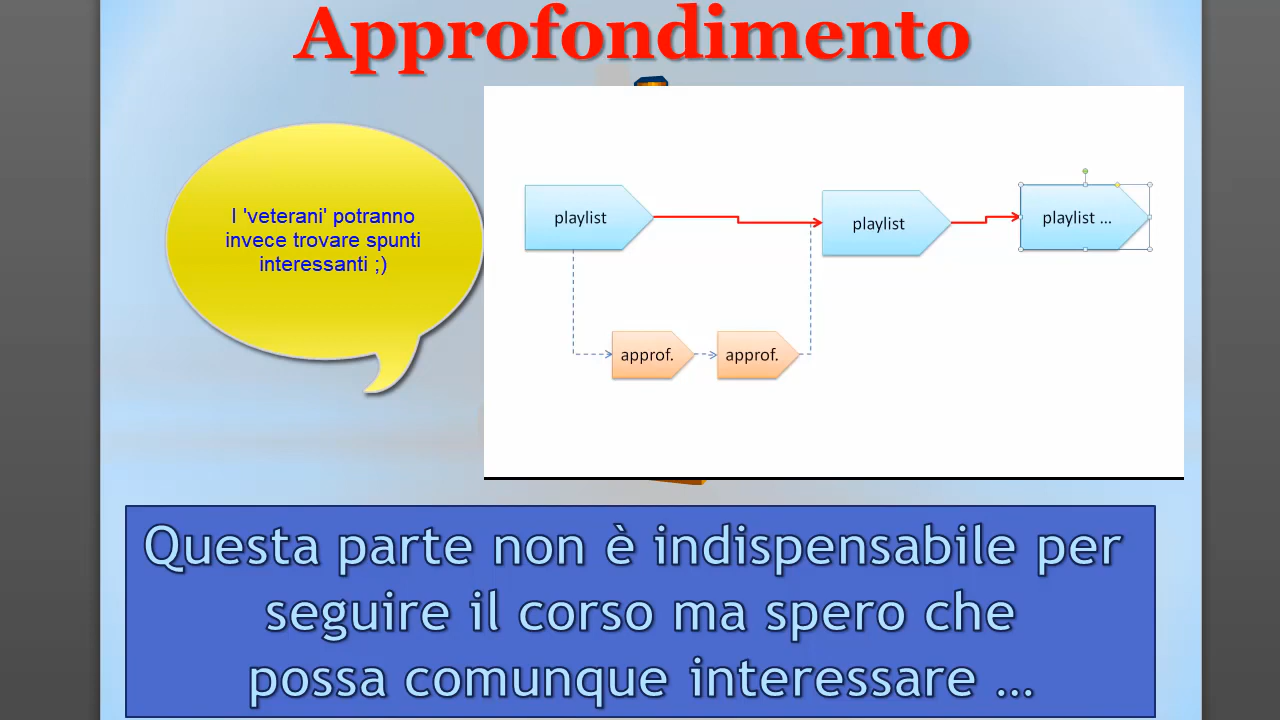 Approfondimento
I 'veterani' potranno
invece trovare spunti
interessanti ;)
playlist
playlist
playlist ...
approf.
approf.
Questa parte non è indispensabile per
seguire il corso ma spero che
possa comunque interessare ...